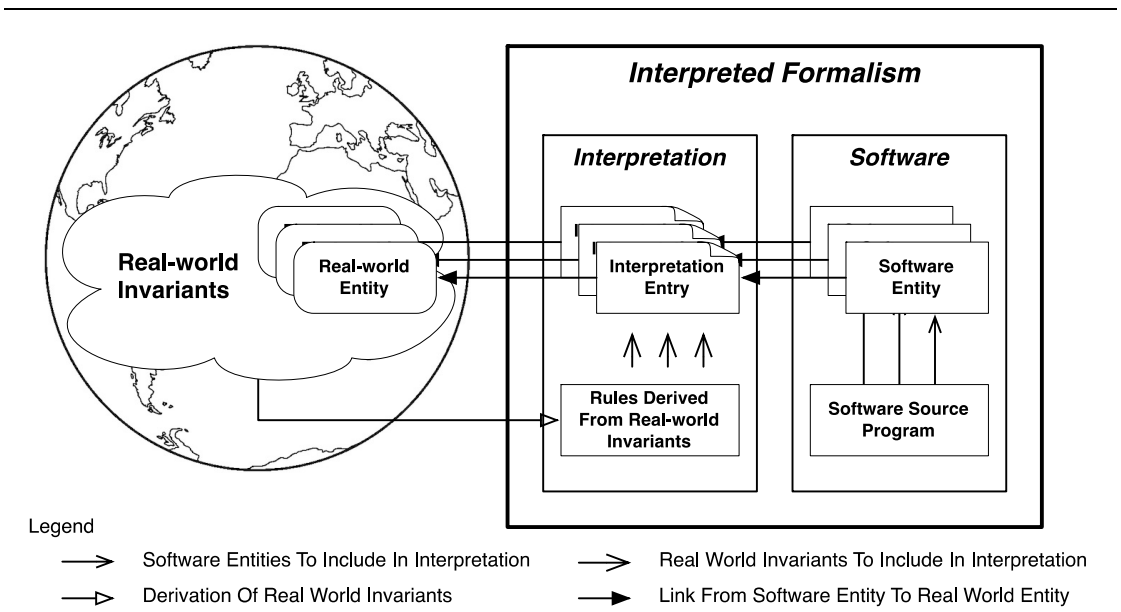 Interpreted Formalism
Interpretation
Software
Real-world
Invariants
Real-world
Entity
Interpretation
Entry
Software
Entity
Rules Derived
From Real-world
Invariants
Software Source
Program
Legend
Software Entities To Include In Interpretation
Real World Invariants To Include In Interpretation
Derivation Of Real World Invariants
Link From Software Entity To Real World Entity